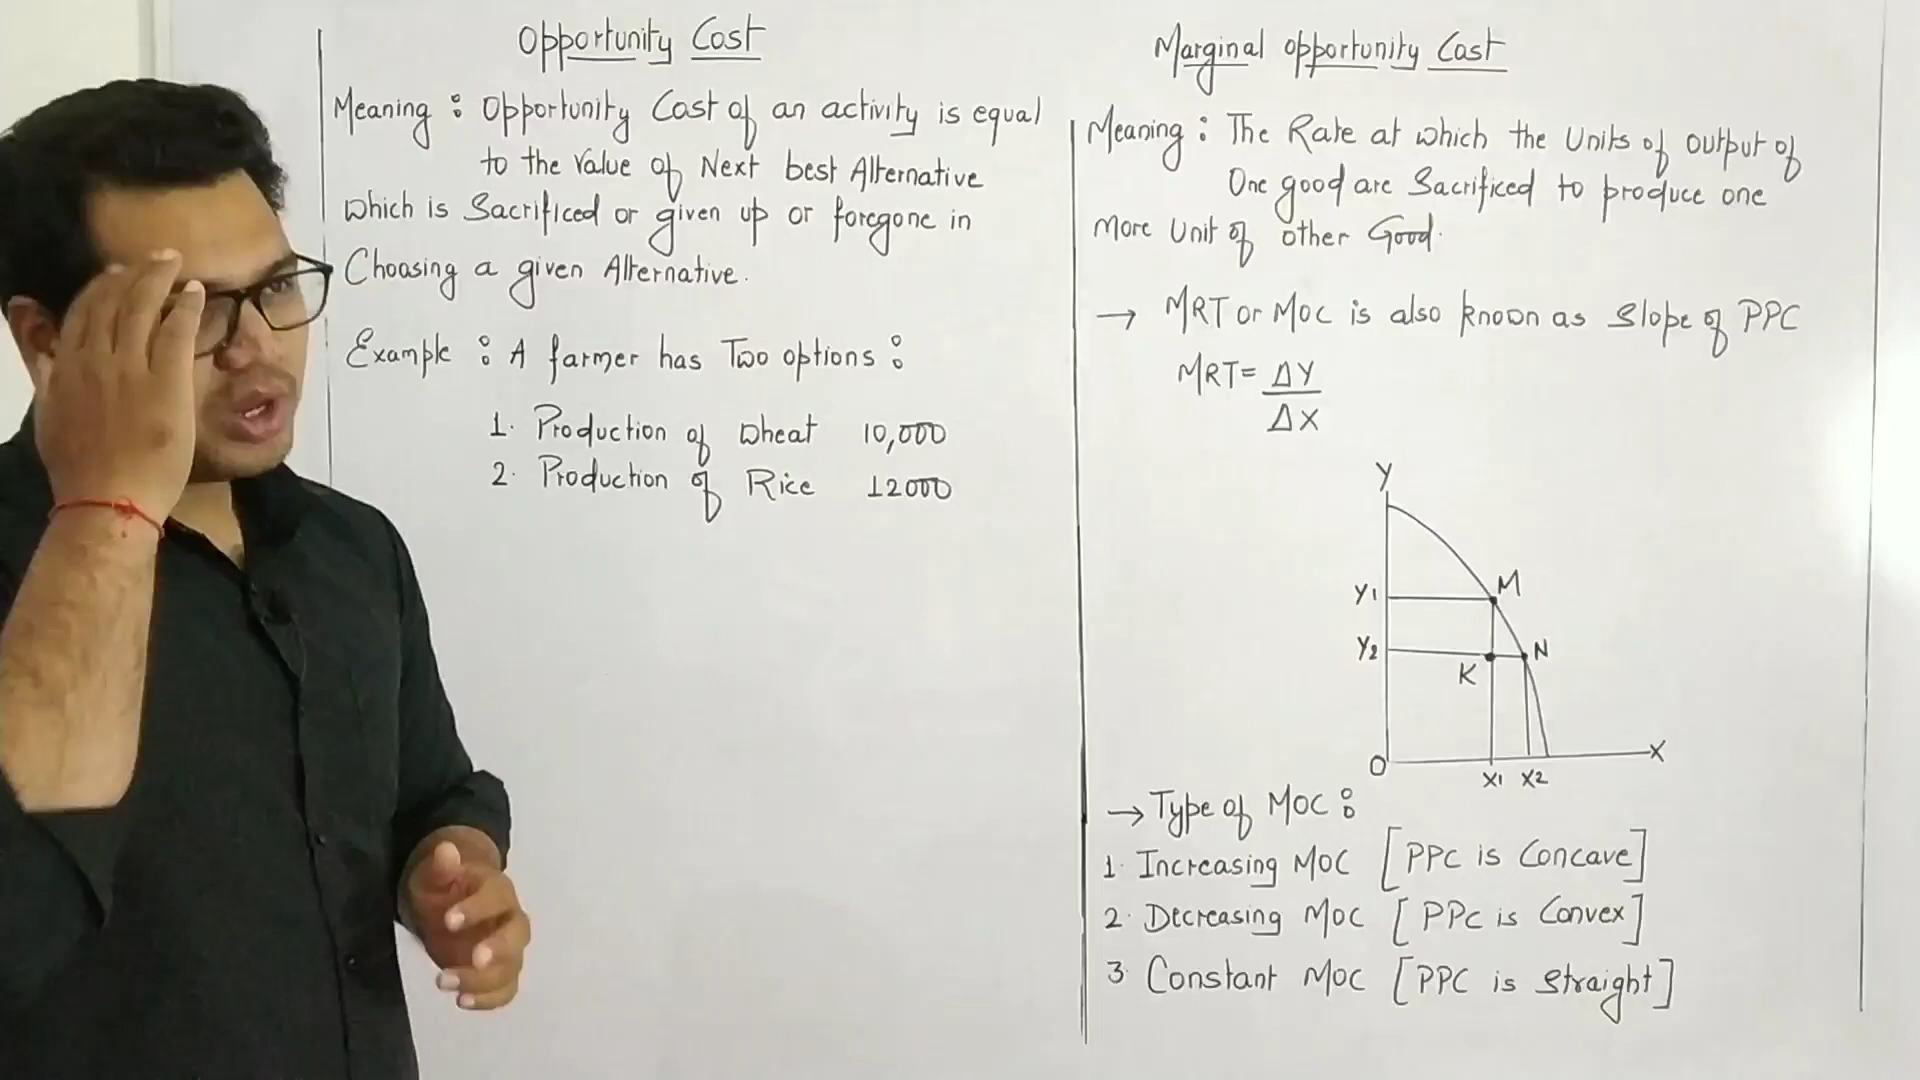 Opportunity Cost
Meaning : Opportunity Cost of an activity is equal
to the Value of Next best Alternative
which is Sacrificed or given up or foregone in
Choosing a given Alternative.
Example : A farmer has Two options :
1. Production of wheat 10,000
2. Production of Rice 12000
Marginal opportunity Cost
Meaning : The Rate at which the Units of output of
One good are Sacrificed to produce one
More Unit of other Good.
→ MRT or MOC is also known as Slope of PPC
MRT = ΔY
ΔX
Y
Y1 M
Y2 N
K
O X
X1 X2
→ Type of MOC :
1. Increasing MOC [PPC is Concave]
2. Decreasing MOC [PPC is Convex]
3. Constant MOC [PPC is Straight]